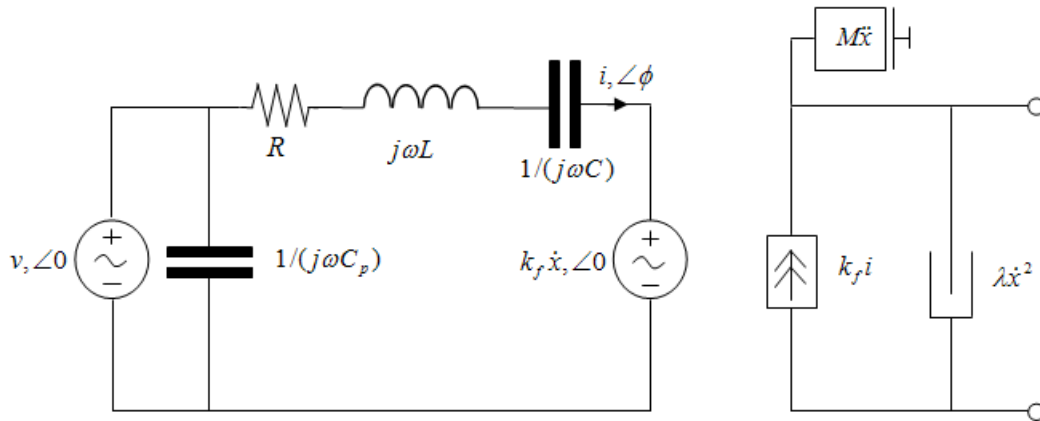 Mẍ
i,∠ϕ
R
jωL
1/(jωC)
v,∠0
+
−
1/(jωC_p)
k_f ẋ,∠0
+
−
k_f i
λẋ²